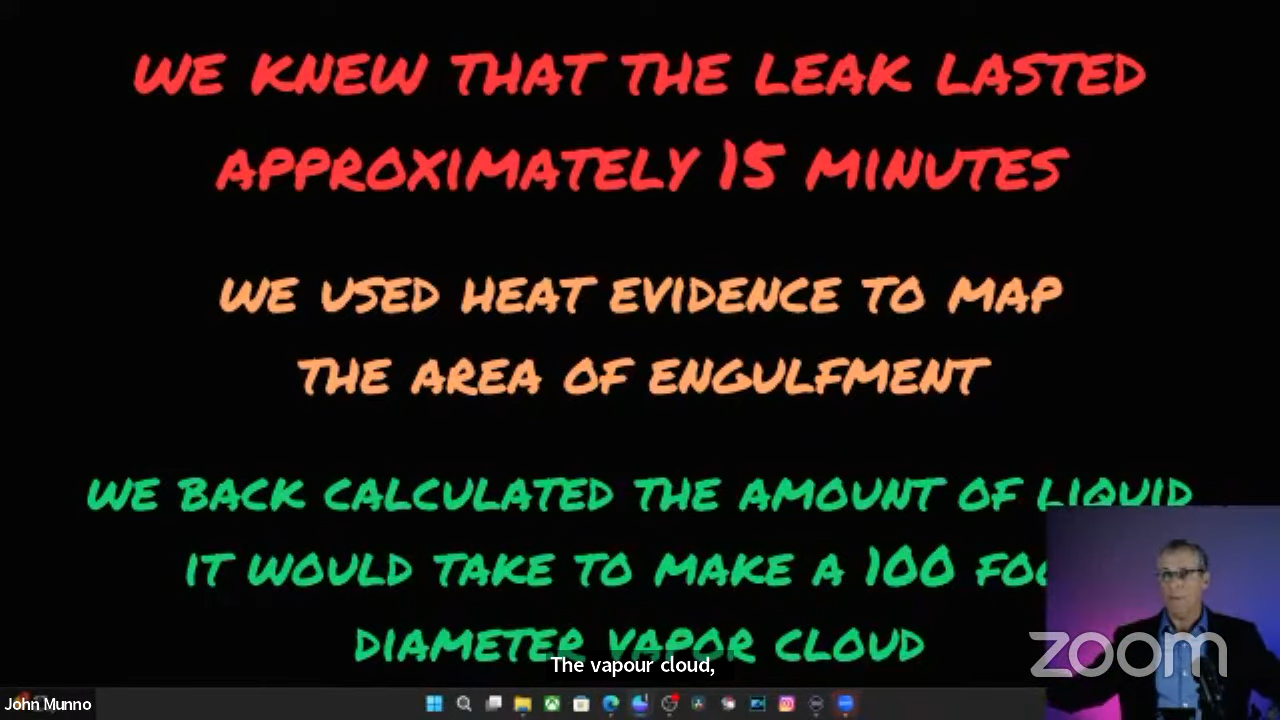 WE KNEW THAT THE LEAK LASTED
APPROXIMATELY 15 MINUTES
WE USED HEAT EVIDENCE TO MAP
THE AREA OF ENGULFMENT
WE BACK CALCULATED THE AMOUNT OF LIQUID
IT WOULD TAKE TO MAKE A 100
DIAMETER VAPOR CLOUD
The vapour cloud,
zoom
John Munno